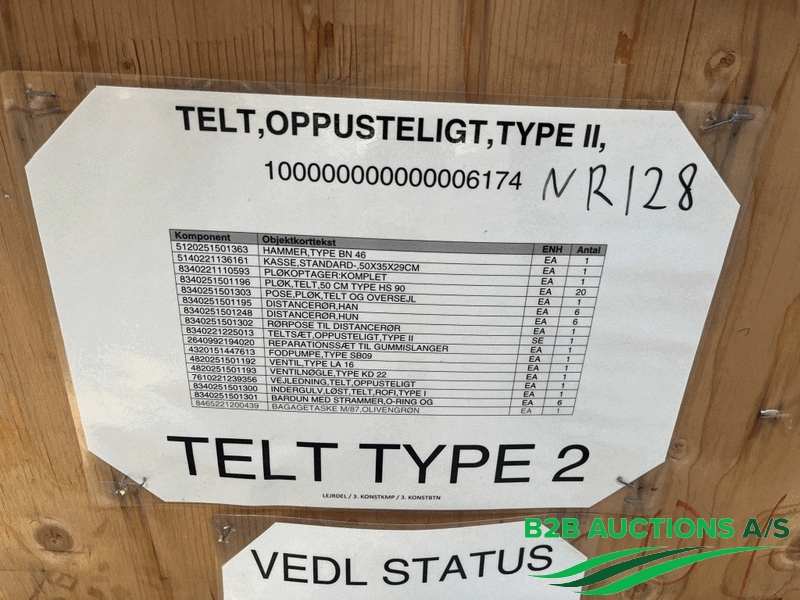 TELT,OPPUSTELIGT,TYPE II,
100000000000006174 NR128
Komponent Objektkorttekst ENH Antal
5120251501363 HAMMER,TYPE BN 46 EA 1
5140221136161 KASSE,STANDARD-,50X35X29CM EA 1
8340221110593 PLØKOPTAGER:KOMPLET EA 1
8340251501196 PLØK,TELT,50 CM TYPE HS 90 EA 20
8340251501303 POSE,PLØK,TELT OG OVERSEJL EA 1
8340251501195 DISTANCERØR,HAN EA 6
8340251501248 DISTANCERØR,HUN EA 6
8340251501302 RØRPOSE TIL DISTANCERØR EA 1
8340221225013 TELTSÆT,OPPUSTELIGT,TYPE II SE 1
2640992194020 REPARATIONSSÆT TIL GUMMISLANGER EA 1
4320151447613 FODPUMPE,TYPE SB09 EA 1
4820251501192 VENTIL,TYPE LA 16 EA 1
4820251501193 VENTILNØGLE,TYPE KD 22 EA 1
7610221239356 VEJLEDNING,TELT,OPPUSTELIGT EA 1
8340251501300 INDERGULV,LØST,TELT,ROFI,TYPE I EA 1
8340251501301 BARDUN MED STRAMMER,O-RING OG EA 6
8465221200439 BAGAGETASKE M/87,OLIVENGRØN EA 1
TELT TYPE 2
LEJRDEL / 3. KONSTKMP / 3. KONSTBTN
VEDL STATUS
B2B AUCTIONS A/S